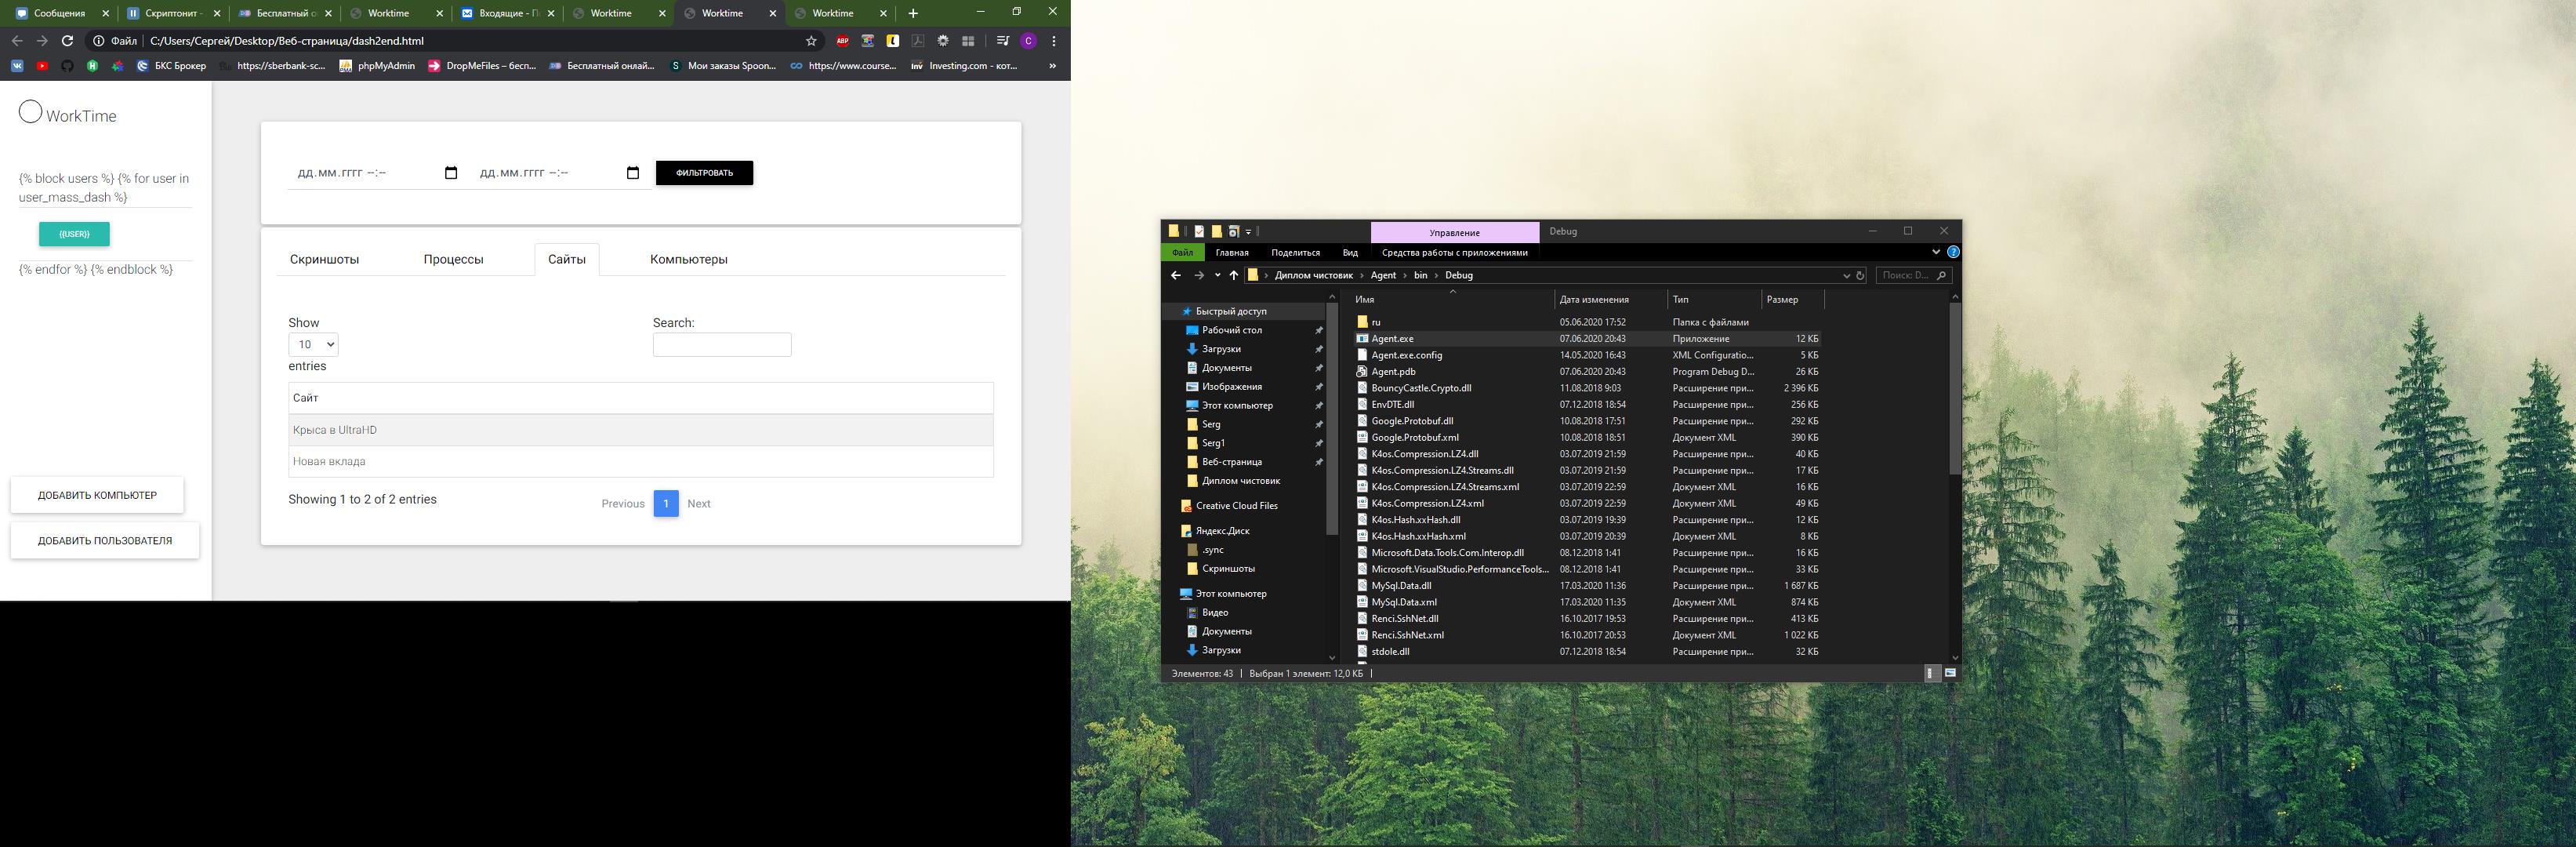 Сообщения
Скриптонит -
Бесплатный о
Worktime
Входящие - П
Worktime
Worktime
Worktime
Файл
C:/Users/Сергей/Desktop/Веб-страница/dash2end.html
ABP
C
БКС Брокер
https://sberbank-sc...
phpMyAdmin
DropMeFiles – бесп...
Бесплатный онлай...
S
Мои заказы Spoon...
https://www.course...
Inv
Investing.com - кот...
WorkTime
{% block users %} {% for user in
user_mass_dash %}
{{USER}}
{% endfor %} {% endblock %}
ДОБАВИТЬ КОМПЬЮТЕР
ДОБАВИТЬ ПОЛЬЗОВАТЕЛЯ
дд.мм.гггг --:--
дд.мм.гггг --:--
ФИЛЬТРОВАТЬ
Скриншоты
Процессы
Сайты
Компьютеры
Show
10
entries
Search:
Сайт
Крыса в UltraHD
Новая вклада
Showing 1 to 2 of 2 entries
Previous
1
Next
Управление
Debug
Файл
Главная
Поделиться
Вид
Средства работы с приложениями
Диплом чистовик
Agent
bin
Debug
Поиск: D...
Быстрый доступ
Рабочий стол
Загрузки
Документы
Изображения
Этот компьютер
Serg
Serg1
Веб-страница
Диплом чистовик
Creative Cloud Files
Яндекс.Диск
.sync
Скриншоты
Этот компьютер
Видео
Документы
Загрузки
Имя Дата изменения Тип Размер
ru 05.06.2020 17:52 Папка с файлами
Agent.exe 07.06.2020 20:43 Приложение 12 КБ
Agent.exe.config 14.05.2020 16:43 XML Configuratio... 5 КБ
Agent.pdb 07.06.2020 20:43 Program Debug D... 26 КБ
BouncyCastle.Crypto.dll 11.08.2018 9:03 Расширение при... 2 396 КБ
EnvDTE.dll 07.12.2018 18:54 Расширение при... 256 КБ
Google.Protobuf.dll 10.08.2018 17:51 Расширение при... 292 КБ
Google.Protobuf.xml 10.08.2018 18:51 Документ XML 390 КБ
K4os.Compression.LZ4.dll 03.07.2019 21:59 Расширение при... 40 КБ
K4os.Compression.LZ4.Streams.dll 03.07.2019 21:59 Расширение при... 17 КБ
K4os.Compression.LZ4.Streams.xml 03.07.2019 22:59 Документ XML 16 КБ
K4os.Compression.LZ4.xml 03.07.2019 22:59 Документ XML 49 КБ
K4os.Hash.xxHash.dll 03.07.2019 19:39 Расширение при... 12 КБ
K4os.Hash.xxHash.xml 03.07.2019 20:39 Документ XML 8 КБ
Microsoft.Data.Tools.Com.Interop.dll 08.12.2018 1:41 Расширение при... 16 КБ
Microsoft.VisualStudio.PerformanceTools... 08.12.2018 1:41 Расширение при... 33 КБ
MySql.Data.dll 17.03.2020 11:36 Расширение при... 1 687 КБ
MySql.Data.xml 17.03.2020 11:35 Документ XML 874 КБ
Renci.SshNet.dll 16.10.2017 19:53 Расширение при... 413 КБ
Renci.SshNet.xml 16.10.2017 20:53 Документ XML 1 022 КБ
stdole.dll 07.12.2018 18:54 Расширение при... 32 КБ
Элементов: 43
Выбран 1 элемент: 12,0 КБ